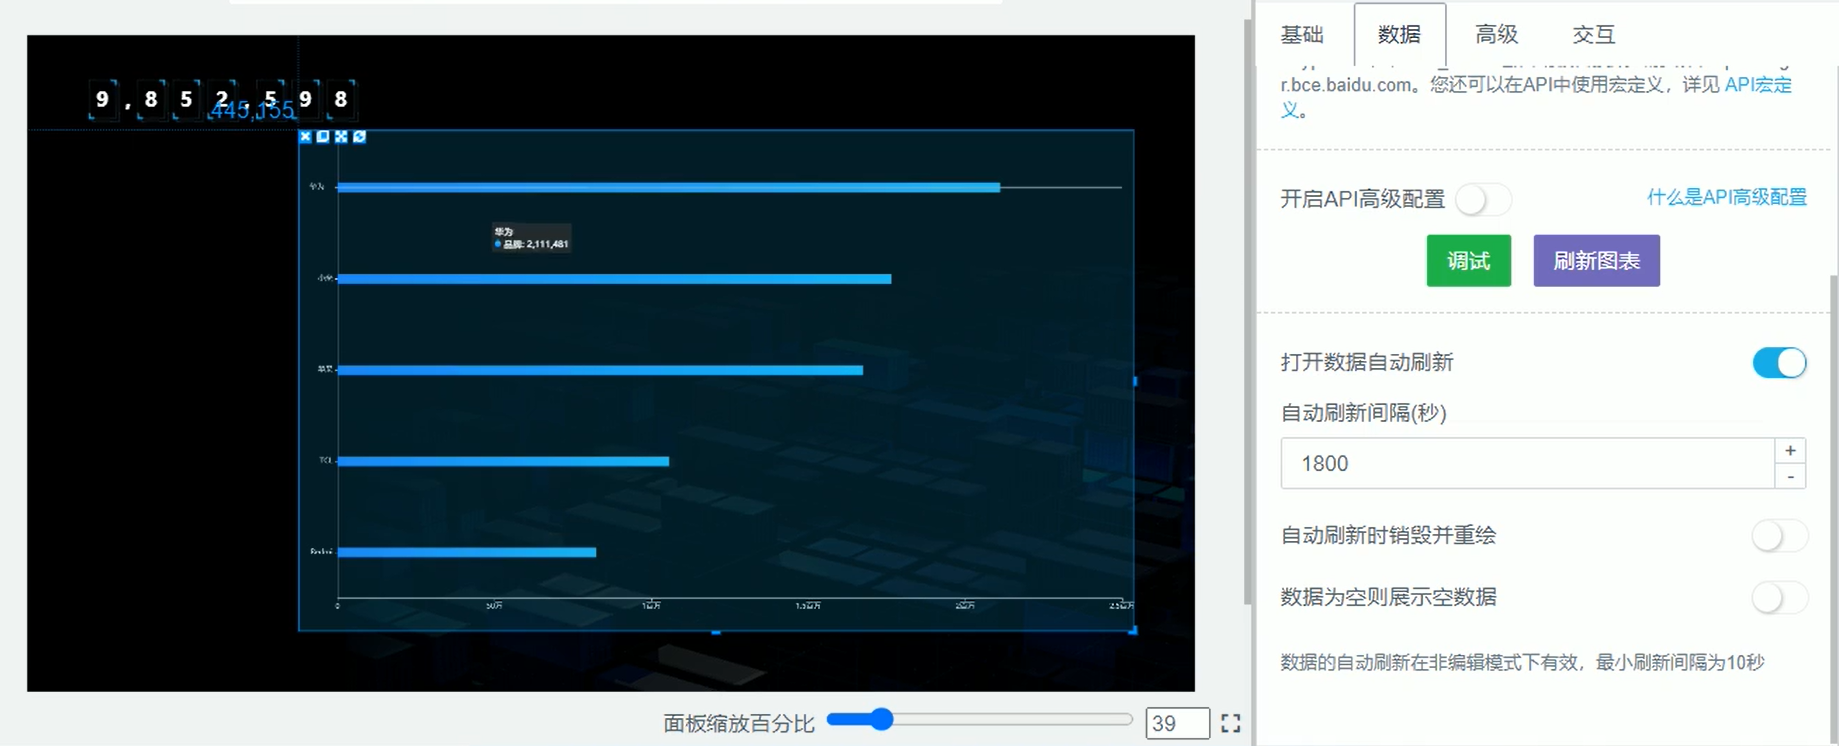 9,852,598
445,155
华为
华为
品牌: 2,111,481
小米
苹果
TCL
Redmi
0
50万
100万
150万
200万
250万
面板缩放百分比
39
基础
数据
高级
交互
r.bce.baidu.com。您还可以在API中使用宏定义，详见 API宏定
义。
开启API高级配置
什么是API高级配置
调试
刷新图表
打开数据自动刷新
自动刷新间隔(秒)
1800
+
-
自动刷新时销毁并重绘
数据为空则展示空数据
数据的自动刷新在非编辑模式下有效，最小刷新间隔为10秒